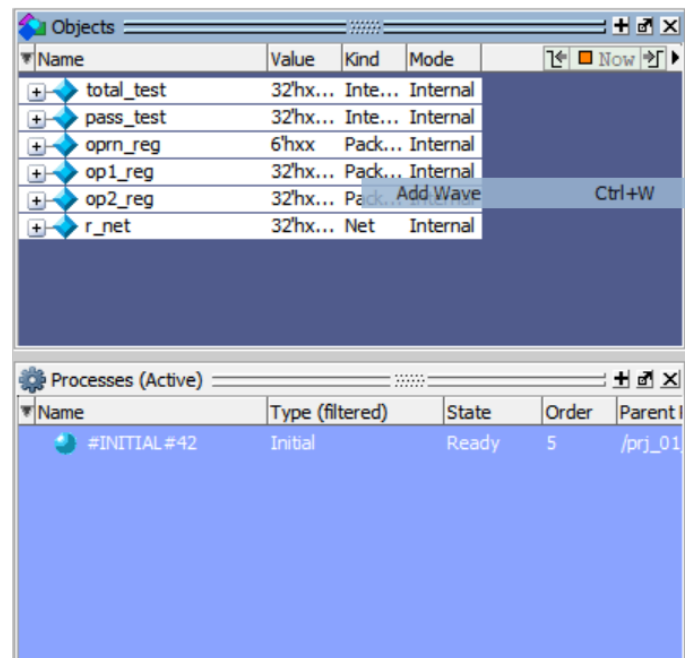 Objects
Name Value Kind Mode Now
total_test 32'hx... Inte... Internal
pass_test 32'hx... Inte... Internal
oprn_reg 6'hxx Pack... Internal
op1_reg 32'hx... Pack... Internal
op2_reg 32'hx... Pack... Internal
Add Wave Ctrl+W
r_net 32'hx... Net Internal
Processes (Active)
Name Type (filtered) State Order Parent
#INITIAL#42 Initial Ready 5 /prj_01